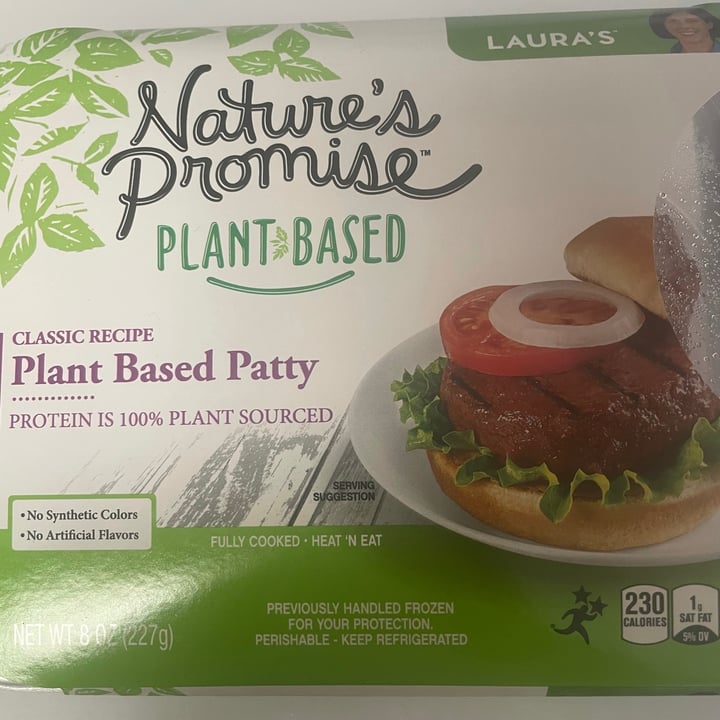 LAURA'S
Nature's
Promise™
PLANT BASED
CLASSIC RECIPE
Plant Based Patty
PROTEIN IS 100% PLANT SOURCED
SERVING
SUGGESTION
•No Synthetic Colors
•No Artificial Flavors
FULLY COOKED • HEAT 'N EAT
NET WT 8 OZ (227g)
PREVIOUSLY HANDLED FROZEN
FOR YOUR PROTECTION.
PERISHABLE - KEEP REFRIGERATED
230
CALORIES
1g
SAT FAT
5% DV